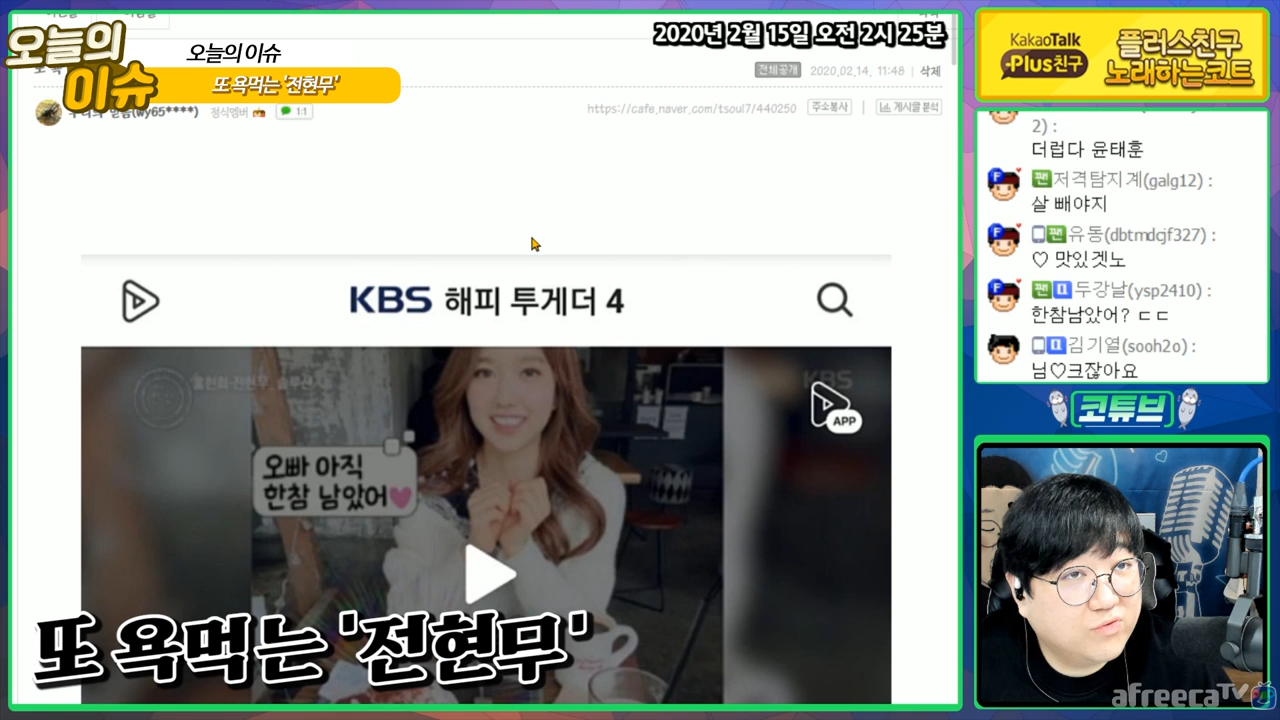 오늘의
이슈
오늘의 이슈
또 욕먹는 '전현무'
2020년 2월 15일 오전 2시 25분
전체공개 2020.02.14. 11:48 | 삭제
(wy65****) 정식멤버 1:1
https://cafe.naver.com/tsoul7/440250 주소복사 | 게시글 분석
KBS 해피 투게더 4
KBS
APP
오빠 아직
한참 남았어♥
또 욕먹는 '전현무'
KakaoTalk
Plus친구
플러스친구
노래하는코트
2) :
더럽다 윤태훈
팬 저격탐지계(galg12) :
살 빼야지
팬 유동(dbtmdcjf327) :
♡ 맛있겟노
팬 두강날(ysp2410) :
한참남았어? ㄷㄷ
김기열(sooh2o) :
님♡크잖아요
코튜브
afreecaTV